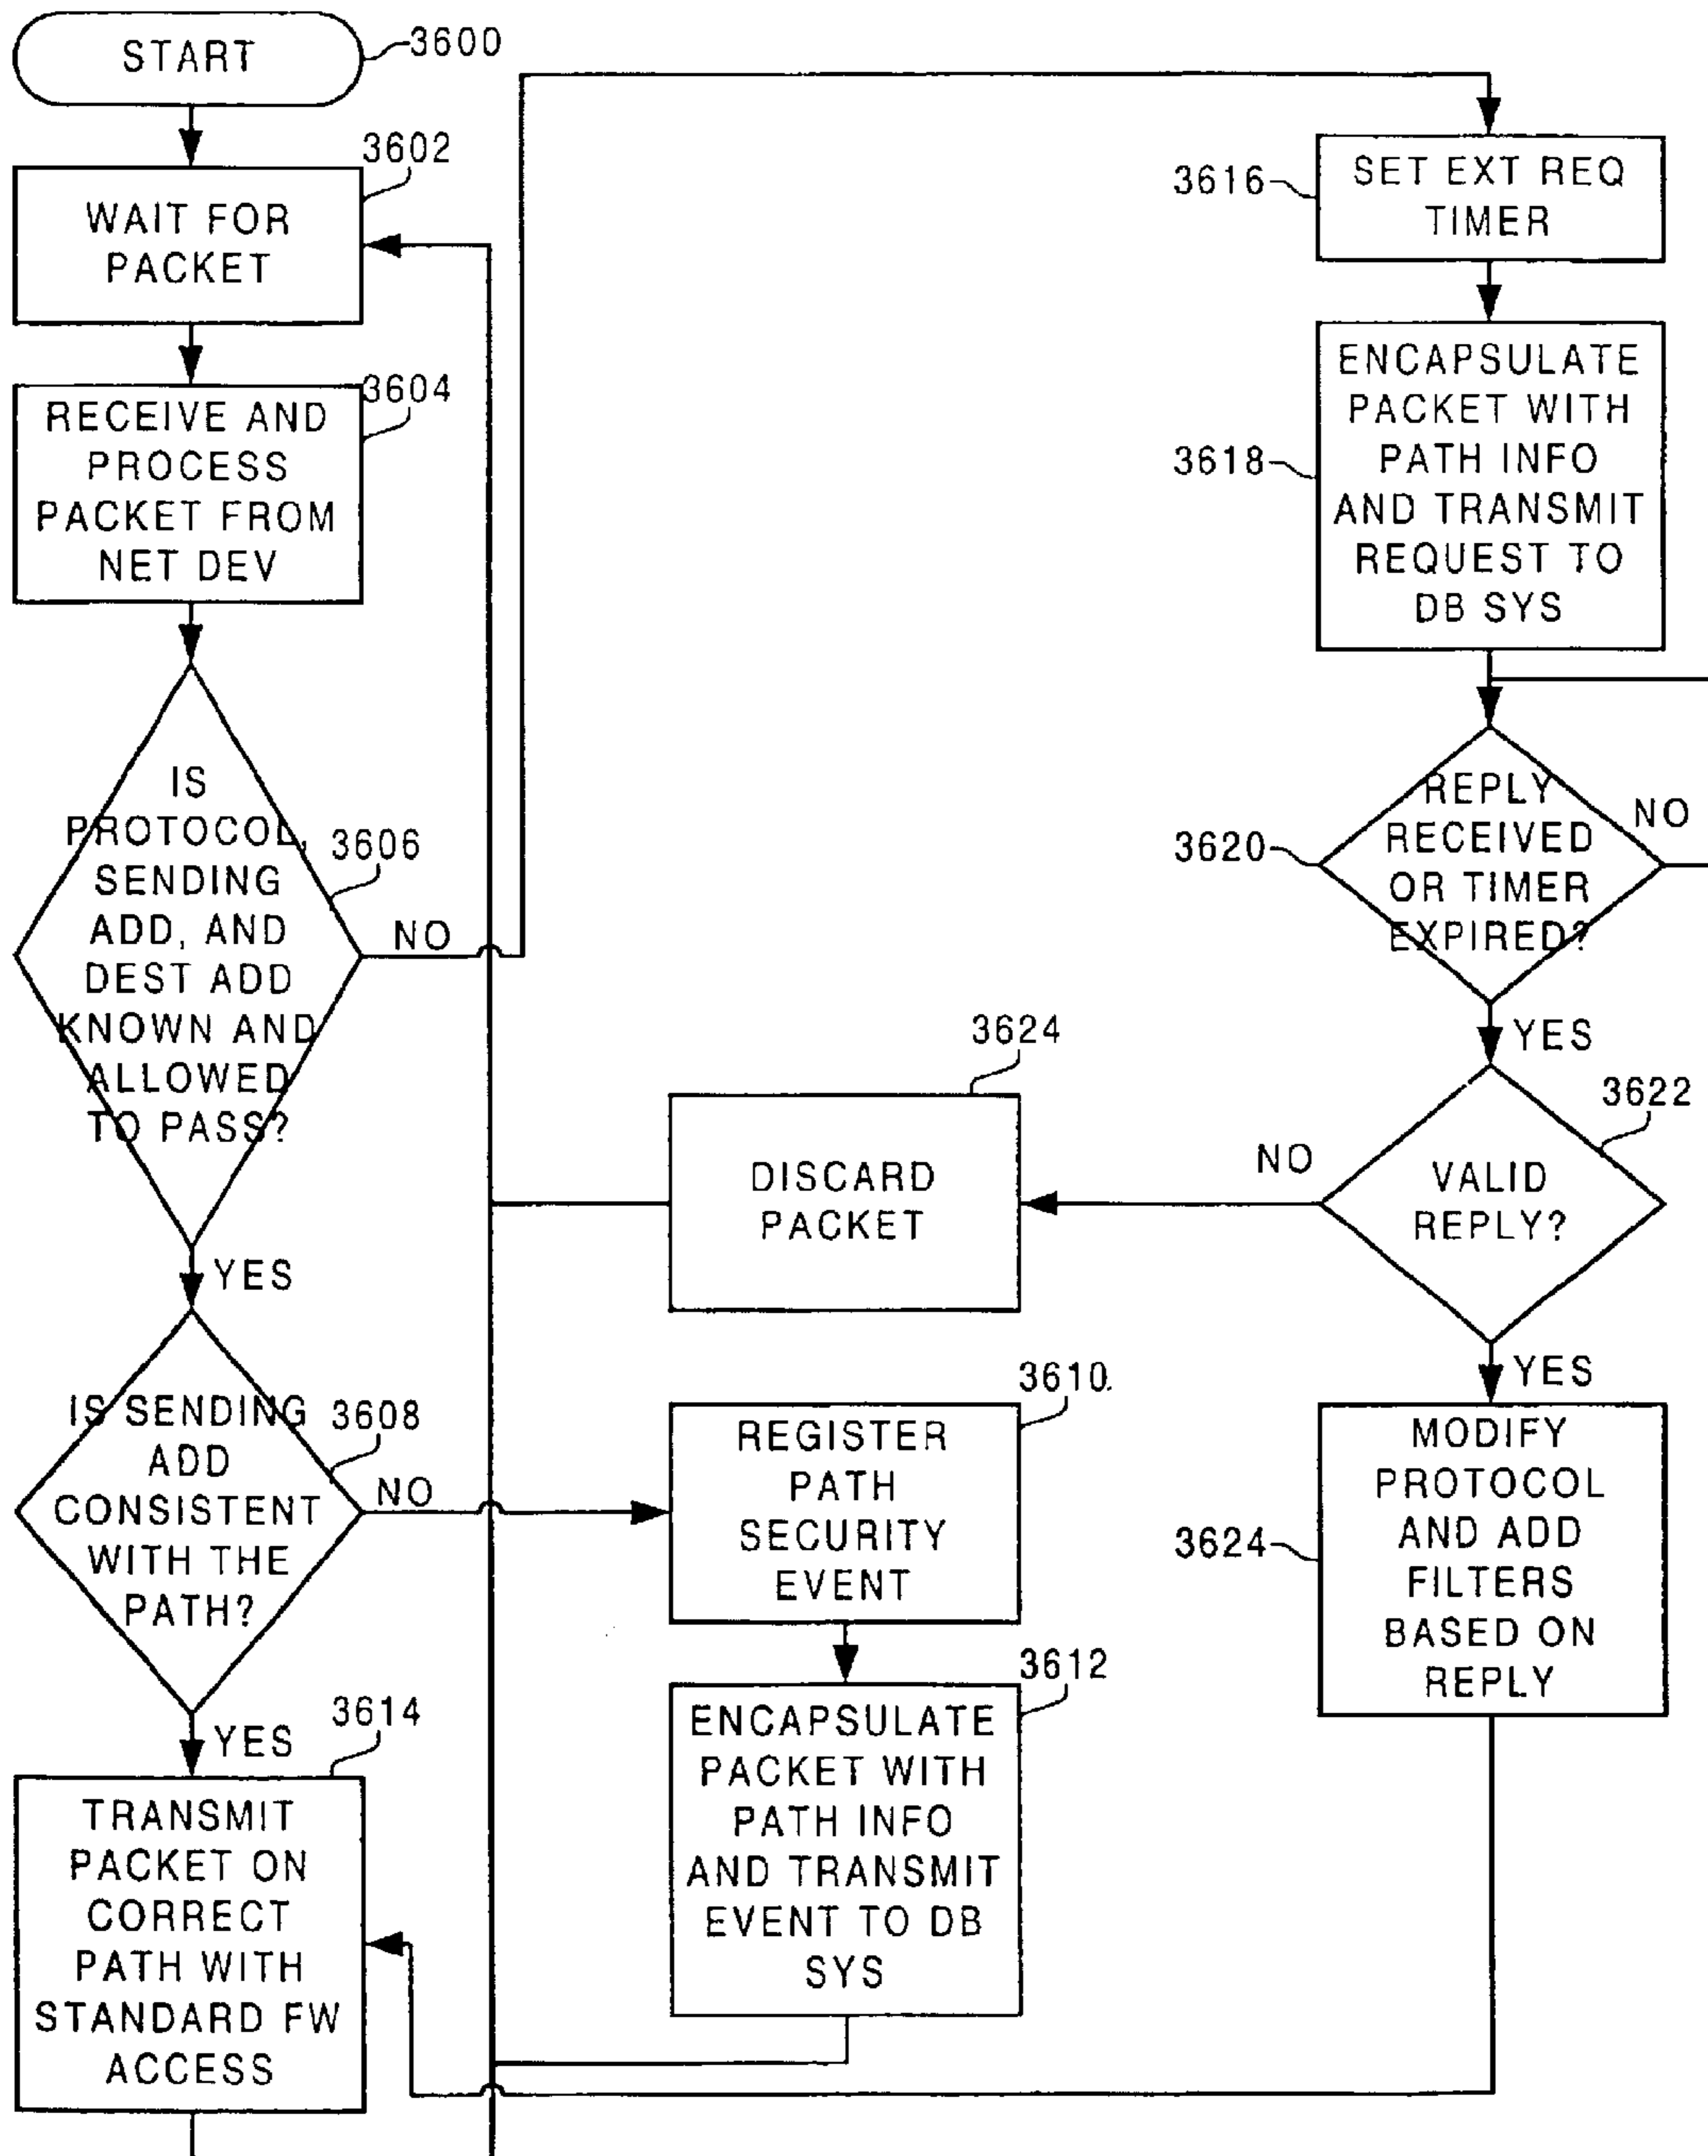 START
3600
3602
WAIT FOR
PACKET
3604
RECEIVE AND
PROCESS
PACKET FROM
NET DEV
IS
PROTOCOL,
SENDING
ADD, AND
DEST ADD
KNOWN AND
ALLOWED
TO PASS?
3606
NO
YES
IS SENDING
ADD
CONSISTENT
WITH THE
PATH?
3608
NO
YES
3614
TRANSMIT
PACKET ON
CORRECT
PATH WITH
STANDARD FW
ACCESS
3610
REGISTER
PATH
SECURITY
EVENT
3612
ENCAPSULATE
PACKET WITH
PATH INFO
AND TRANSMIT
EVENT TO DB
SYS
3616
SET EXT REQ
TIMER
3618
ENCAPSULATE
PACKET WITH
PATH INFO
AND TRANSMIT
REQUEST TO
DB SYS
3620
REPLY
RECEIVED
OR TIMER
EXPIRED?
NO
YES
3622
VALID
REPLY?
NO
3624
DISCARD
PACKET
YES
3624
MODIFY
PROTOCOL
AND ADD
FILTERS
BASED ON
REPLY